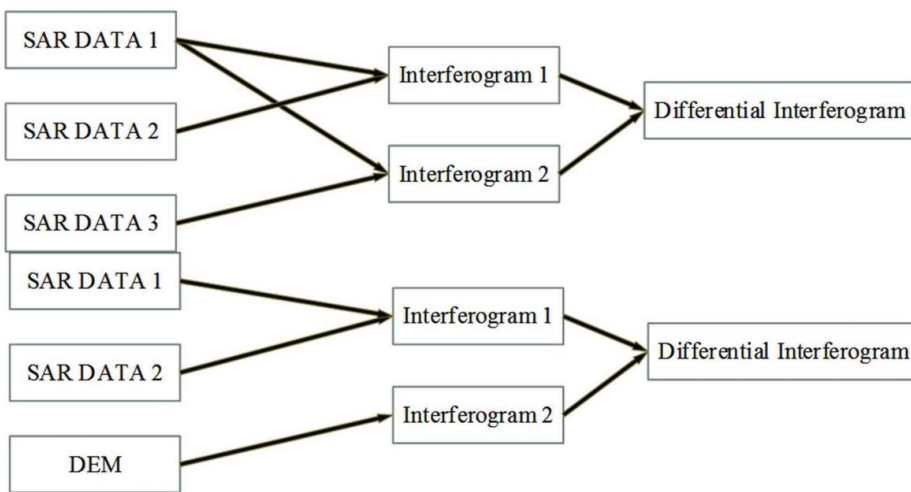 SAR DATA 1
SAR DATA 2
SAR DATA 3
Interferogram 1
Interferogram 2
Differential Interferogram
SAR DATA 1
SAR DATA 2
DEM
Interferogram 1
Interferogram 2
Differential Interferogram